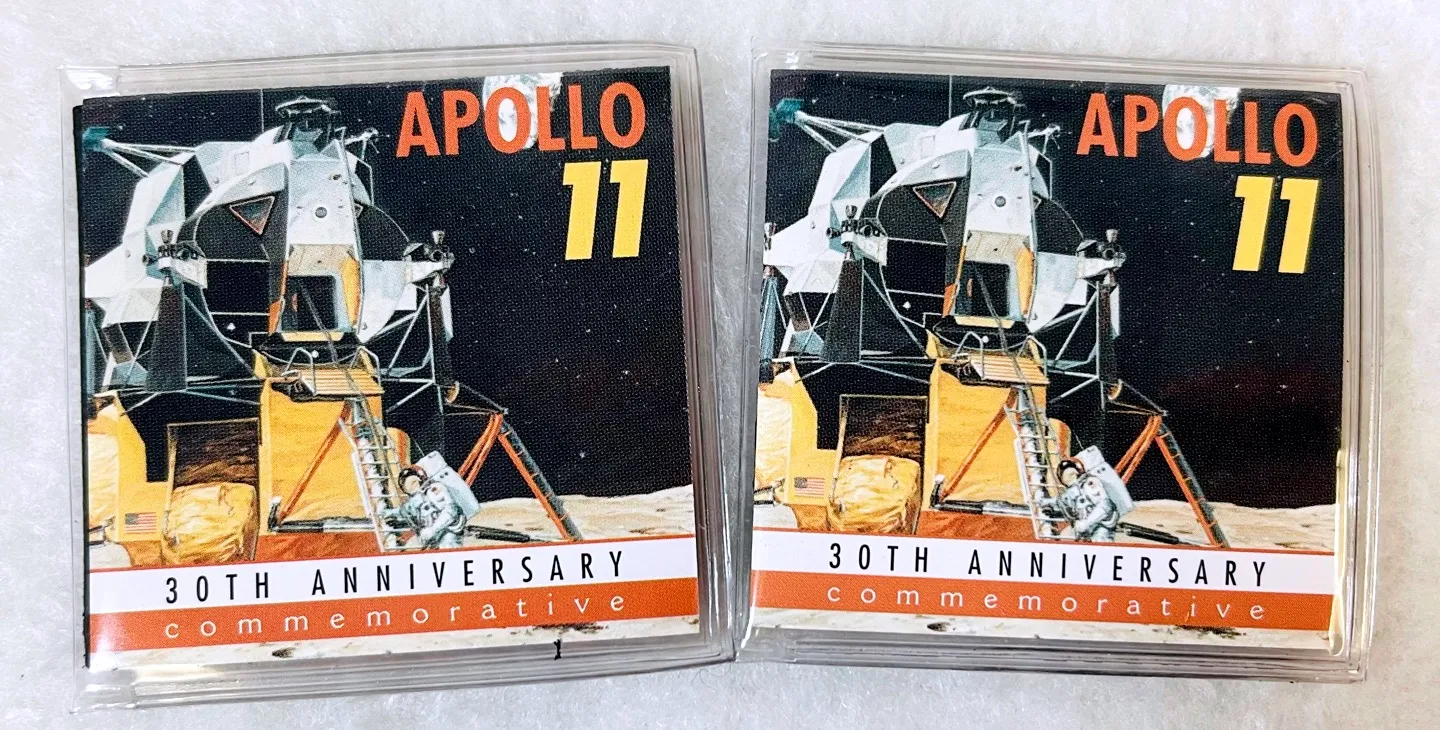 APOLLO
11
30TH ANNIVERSARY
commemorative
APOLLO
11
30TH ANNIVERSARY
commemorative